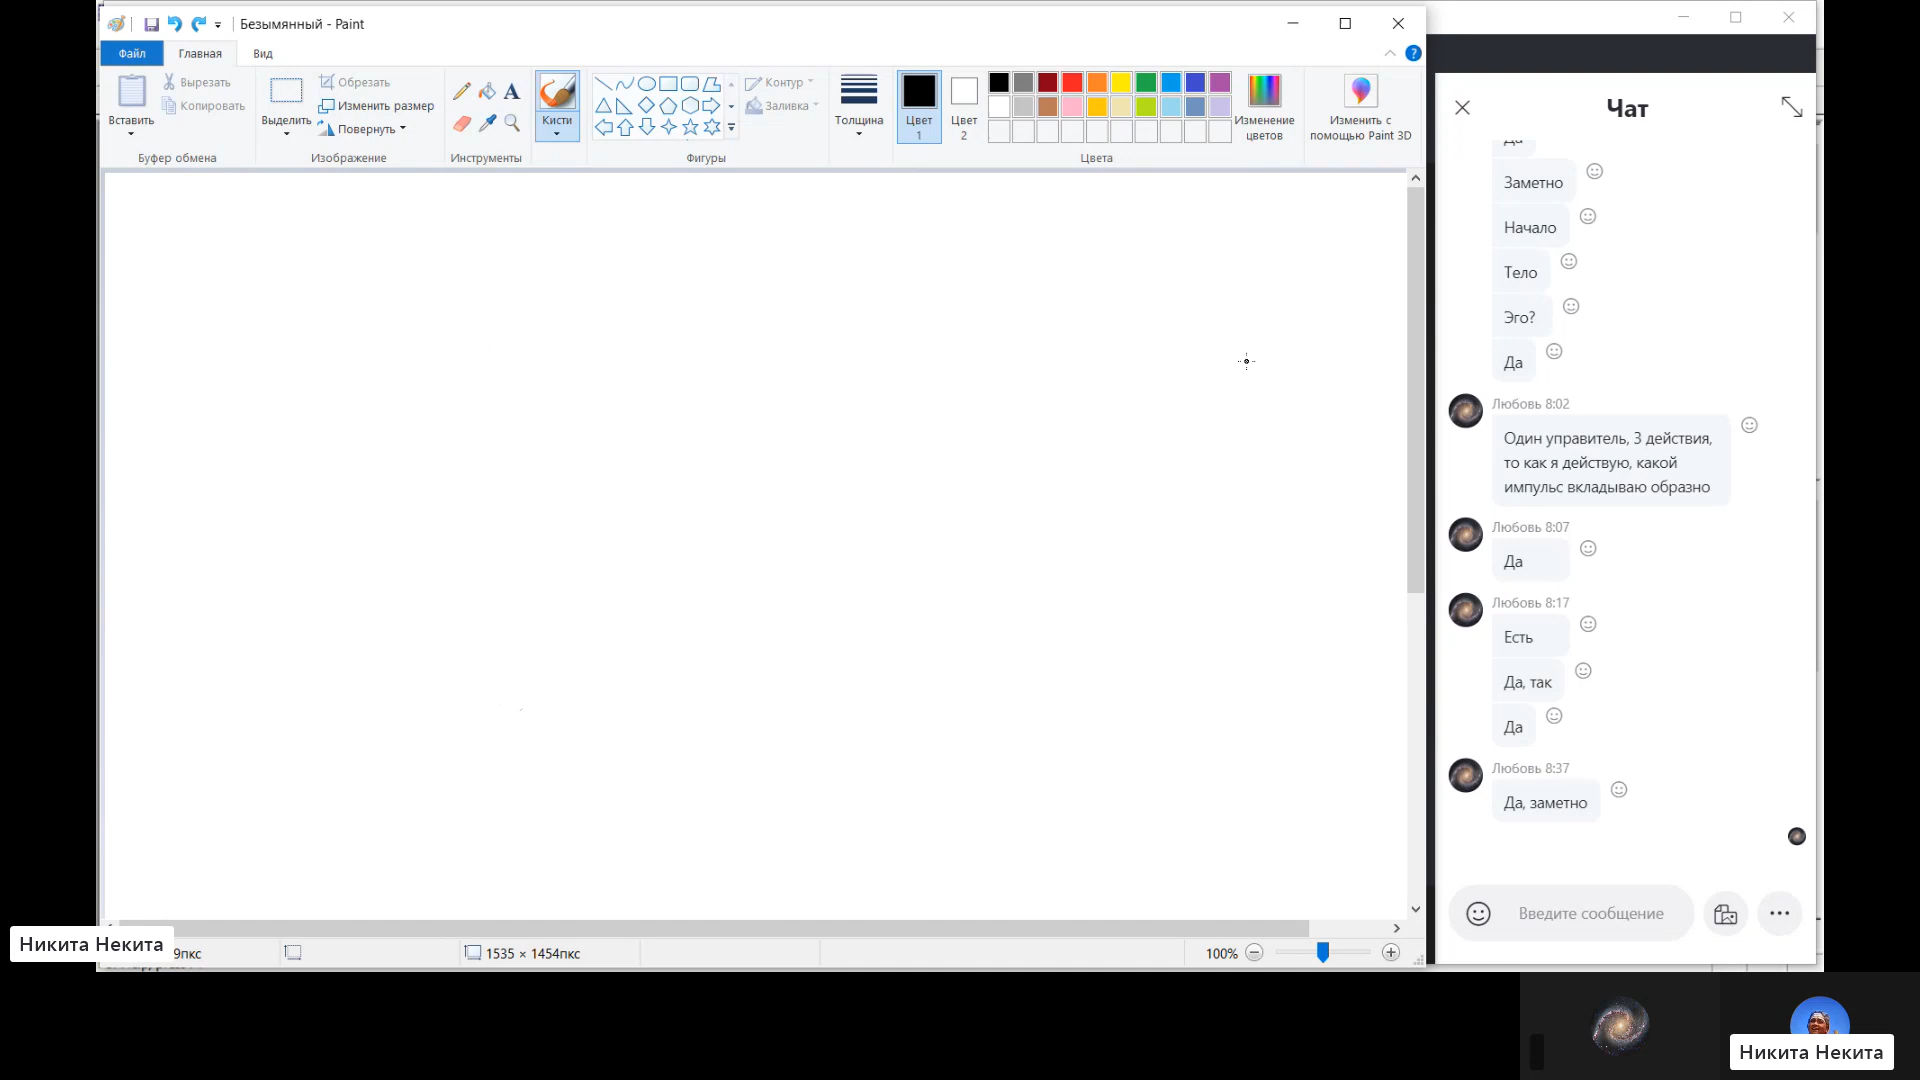 Безымянный - Paint
Файл
Главная
Вид
Вставить
Вырезать
Копировать
Буфер обмена
Выделить
Обрезать
Изменить размер
Повернуть
Изображение
Инструменты
Кисти
Фигуры
Контур
Заливка
Толщина
Цвет
1
Цвет
2
Изменение
цветов
Цвета
Изменить с
помощью Paint 3D
Чат
Да
Заметно
Начало
Тело
Эго?
Да
Любовь 8:02
Один управитель, 3 действия,
то как я действую, какой
импульс вкладываю образно
Любовь 8:07
Да
Любовь 8:17
Есть
Да, так
Да
Любовь 8:37
Да, заметно
Введите сообщение
Никита Некита
9пкс
1535 × 1454пкс
100%
Никита Некита